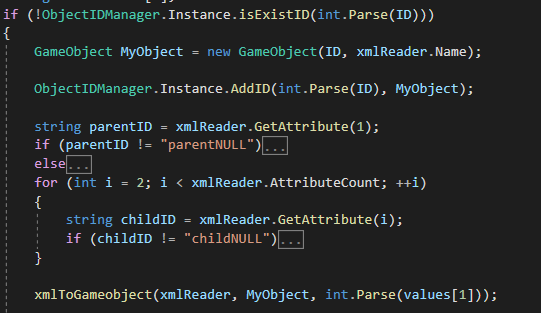 if (!ObjectIDManager.Instance.isExistID(int.Parse(ID)))
{
GameObject MyObject = new GameObject(ID, xmlReader.Name);
ObjectIDManager.Instance.AddID(int.Parse(ID), MyObject);
string parentID = xmlReader.GetAttribute(1);
if (parentID != "parentNULL")...
else...
for (int i = 2; i < xmlReader.AttributeCount; ++i)
{
string childID = xmlReader.GetAttribute(i);
if (childID != "childNULL")...
}
xmlToGameobject(xmlReader, MyObject, int.Parse(values[1]));